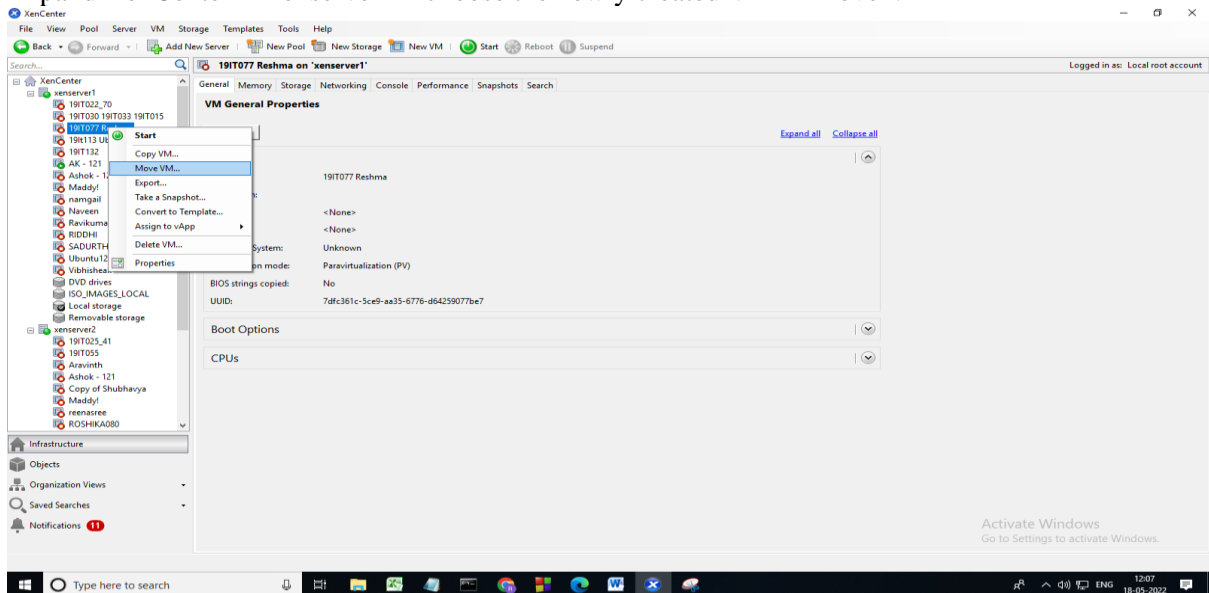 XenCenter
File View Pool Server VM Storage Templates Tools Help
Back Forward Add New Server New Pool New Storage New VM Start Reboot Suspend
Search...
19IT077 Reshma on 'xenserver1'
Logged in as: Local root account
XenCenter
xenserver1
19IT022_70
19IT030 19IT033 19IT015
19IT077
19it113
19IT132
AK - 121
Ashok -
Maddy!
namgail
Naveen
Ravikuma
RIDDHI
SADURTH
Ubuntu12
Vibhishe
DVD drives
ISO_IMAGES_LOCAL
Local storage
Removable storage
xenserver2
19IT025_41
19IT055
Aravinth
Ashok - 121
Copy of Shubhavya
Maddy!
reenasree
ROSHIKA080
Start
Copy VM...
Move VM...
Export...
Take a Snapshot...
Convert to Template...
Assign to vApp
Delete VM...
Properties
General Memory Storage Networking Console Performance Snapshots Search
VM General Properties
Expand all Collapse all
19IT077 Reshma
<None>
<None>
System: Unknown
mode: Paravirtualization (PV)
BIOS strings copied: No
UUID: 7dfc361c-5ce9-aa35-6776-d64259077be7
Boot Options
CPUs
Infrastructure
Objects
Organization Views
Saved Searches
Notifications 11
Activate Windows
Go to Settings to activate Windows.
Type here to search
ENG
12:07
18-05-2022